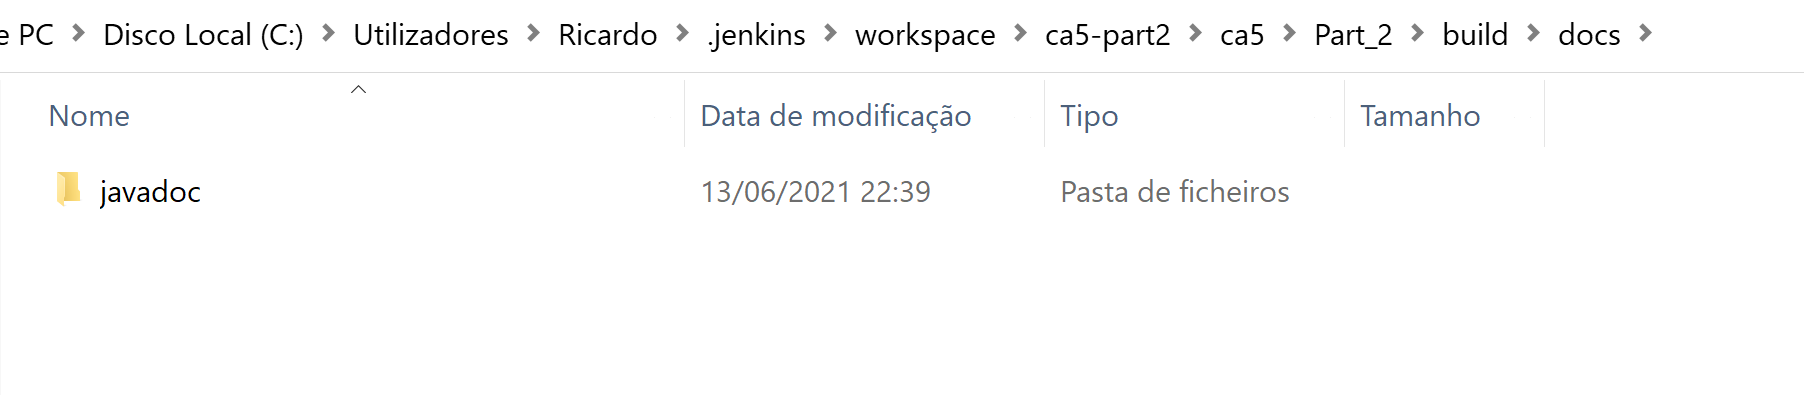 e PC > Disco Local (C:) > Utilizadores > Ricardo > .jenkins > workspace > ca5-part2 > ca5 > Part_2 > build > docs >
Nome Data de modificação Tipo Tamanho
javadoc 13/06/2021 22:39 Pasta de ficheiros